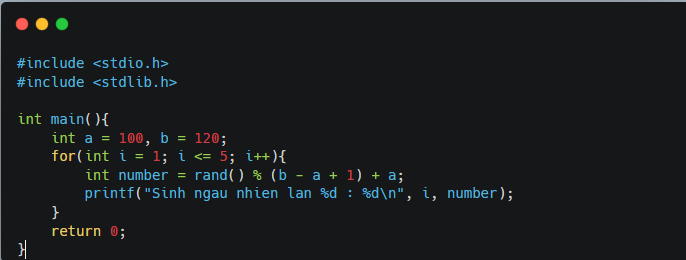 #include <stdio.h>
#include <stdlib.h>

int main(){
    int a = 100, b = 120;
    for(int i = 1; i <= 5; i++){
        int number = rand() % (b - a + 1) + a;
        printf("Sinh ngau nhien lan %d : %d\n", i, number);
    }
    return 0;
}